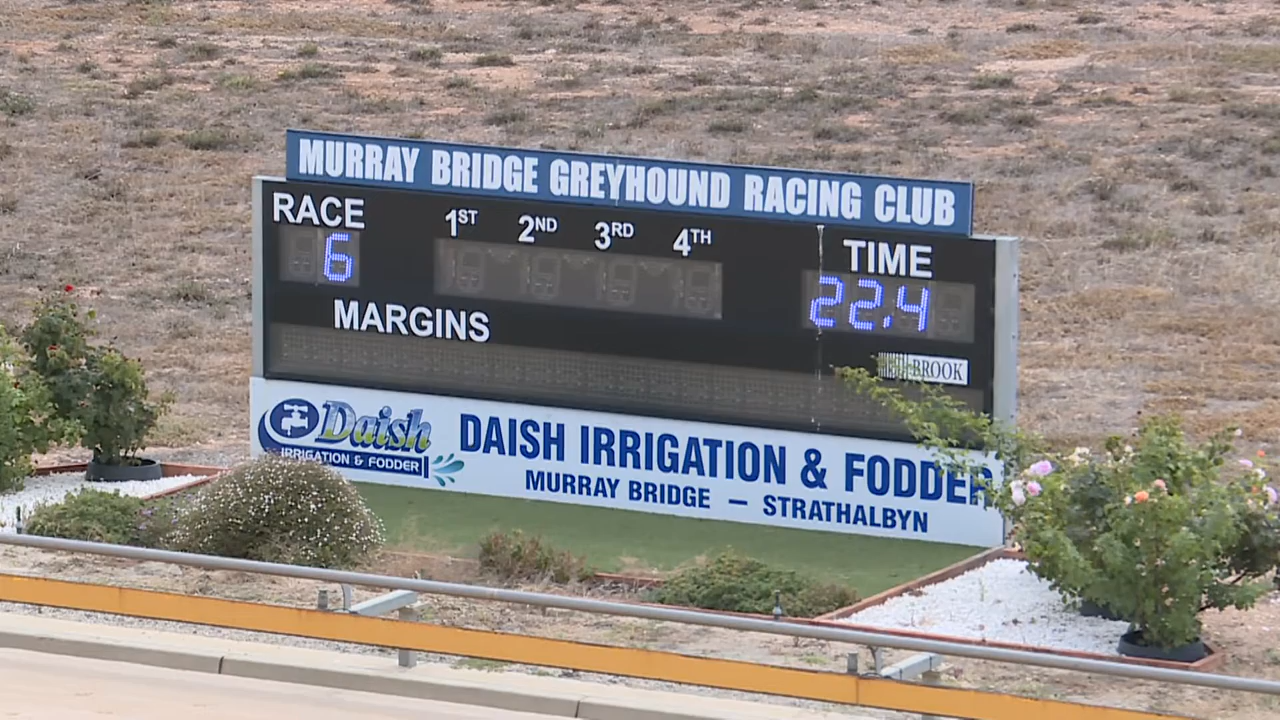 MURRAY BRIDGE GREYHOUND RACING CLUB
RACE 1ST 2ND 3RD 4TH TIME
6 22.4
MARGINS
BROOK
Daish
IRRIGATION & FODDER
DAISH IRRIGATION & FODDER
MURRAY BRIDGE – STRATHALBYN